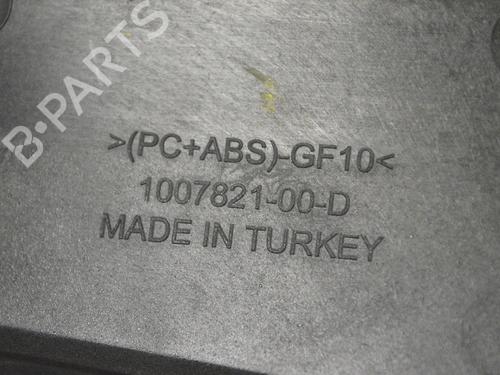 B-PARTS
>(PC+ABS)-GF10<
1007821-00-D
MADE IN TURKEY